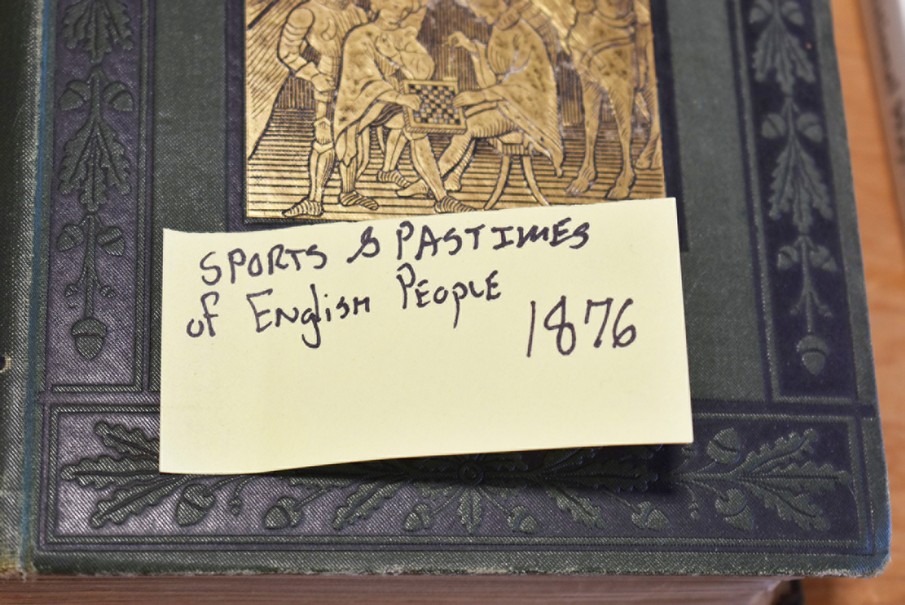 SPORTS & PASTIMES
of English People
1876